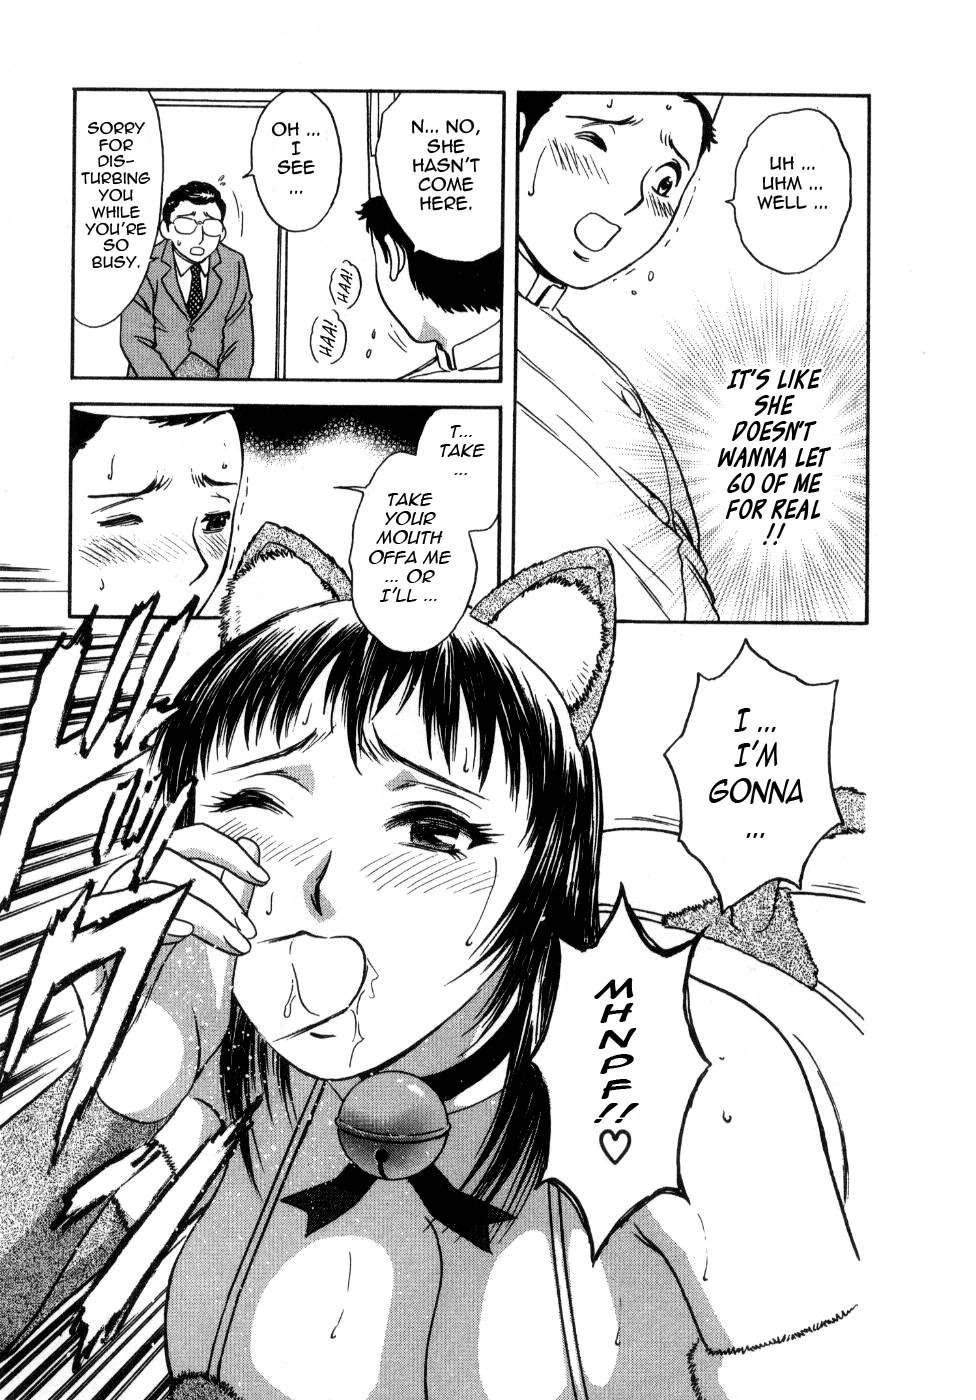 UH ...
UHM ...
WELL ...
IT'S LIKE
SHE
DOESN'T
WANNA LET
GO OF ME
FOR REAL
!!
N... NO,
SHE
HASN'T
COME
HERE.
HAA!
HAA!
OH ...
I
SEE
...
SORRY
FOR
DIS-
TURBING
YOU WHILE
YOU'RE
SO
BUSY.
T...
TAKE
...
TAKE
YOUR
MOUTH
OFFA ME
... OR
I'LL ...
I ...
I'M
GONNA
...
MHNPF!!♡